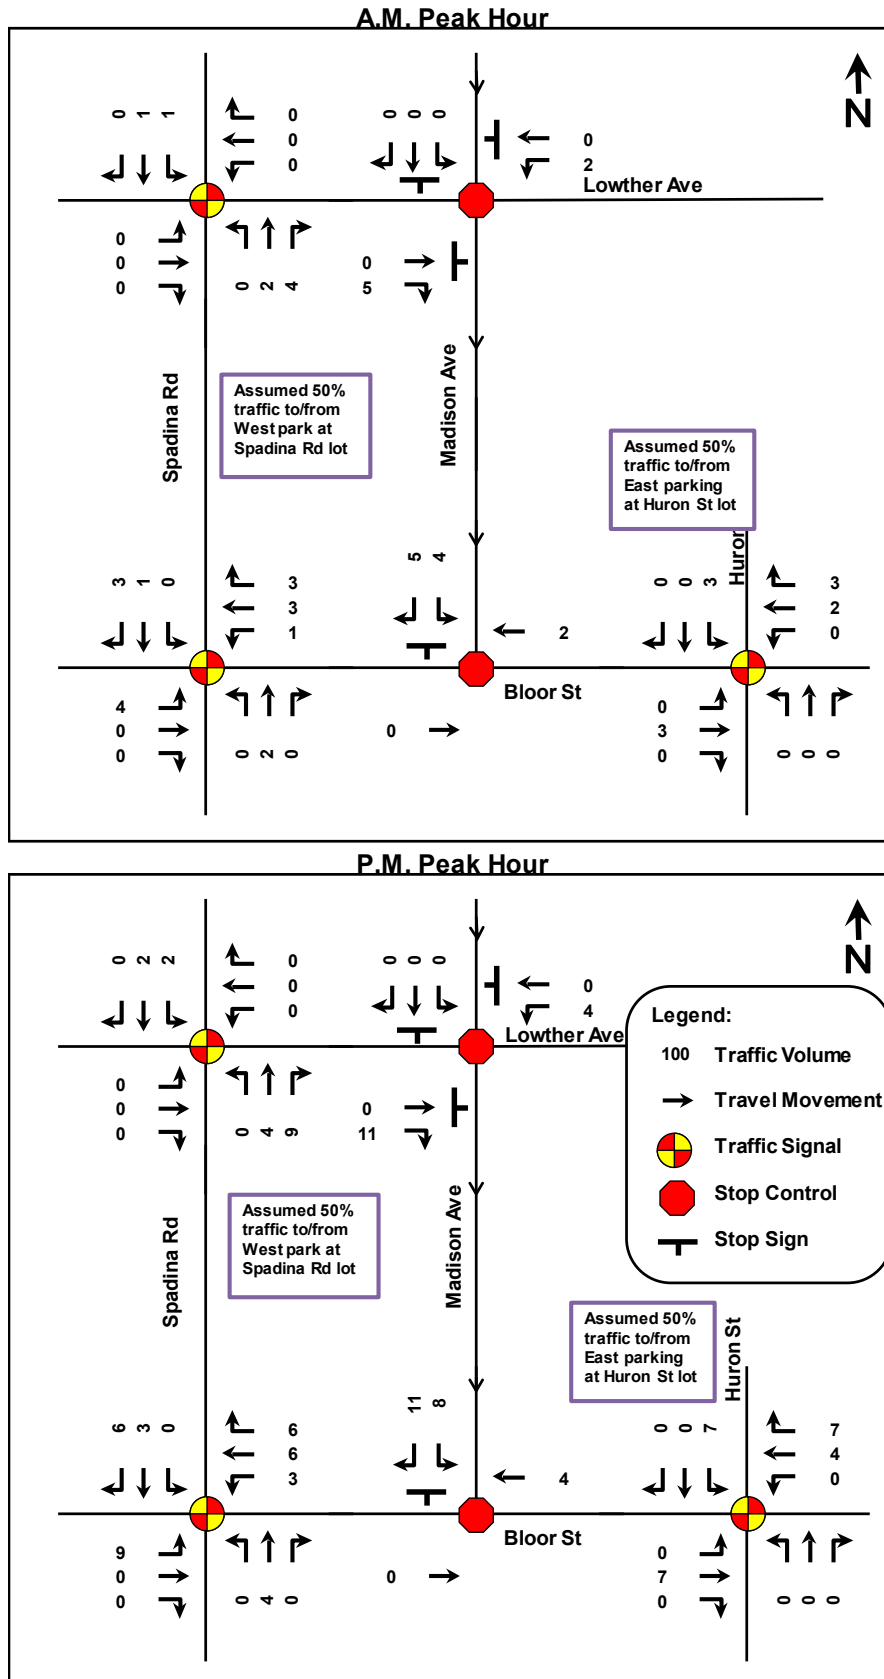 A.M. Peak Hour
N
0 1 1
0
0
0
0 0 0
0
2
Lowther Ave
0
0
0
0 2 4
0
5
Spadina Rd
Assumed 50%
traffic to/from
West park at
Spadina Rd lot
Madison Ave
Assumed 50%
traffic to/from
East parking
at Huron St lot
Huron
3 1 0
3
3
1
5 4
2
0 0 3
3
2
0
Bloor St
4
0
0
0 2 0
0
0
3
0
0 0 0
P.M. Peak Hour
N
0 2 2
0
0
0
0 0 0
0
4
Lowther Ave
0
0
0
0 4 9
0
11
Legend:
100 Traffic Volume
Travel Movement
Traffic Signal
Stop Control
Stop Sign
Spadina Rd
Assumed 50%
traffic to/from
West park at
Spadina Rd lot
Madison Ave
Assumed 50%
traffic to/from
East parking
at Huron St lot
Huron St
6 3 0
6
6
3
11 8
4
0 0 7
7
4
0
Bloor St
9
0
0
0 4 0
0
0
7
0
0 0 0